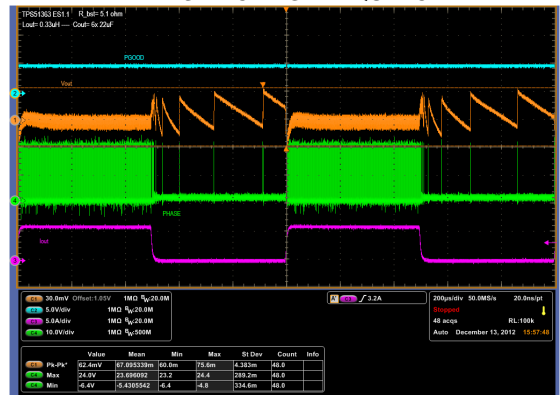 TPS51363 ES1.1 R_bst= 5.1 ohm
Lout= 0.33uH --- Cout= 6x 22uF
PGOOD
Vout
2
1
4
PHASE
Iout
3
C1 30.0mV Offset:1.05V 1MΩ BW:20.0M
C2 5.0V/div 1MΩ BW:20.0M
C3 5.0A/div 1MΩ BW:20.0M
C4 10.0V/div 1MΩ BW:500M
A' C3 3.2A
200µs/div 50.0MS/s 20.0ns/pt
Stopped
48 acqs RL:100k
Auto December 13, 2012 15:57:48
Value Mean Min Max St Dev Count Info
C1 Pk-Pk* 62.4mV 67.095339m 60.0m 75.6m 4.383m 48.0
C4 Max 24.0V 23.696092 23.2 24.4 289.2m 48.0
C4 Min -6.4V -5.4305542 -6.4 -4.8 334.6m 48.0